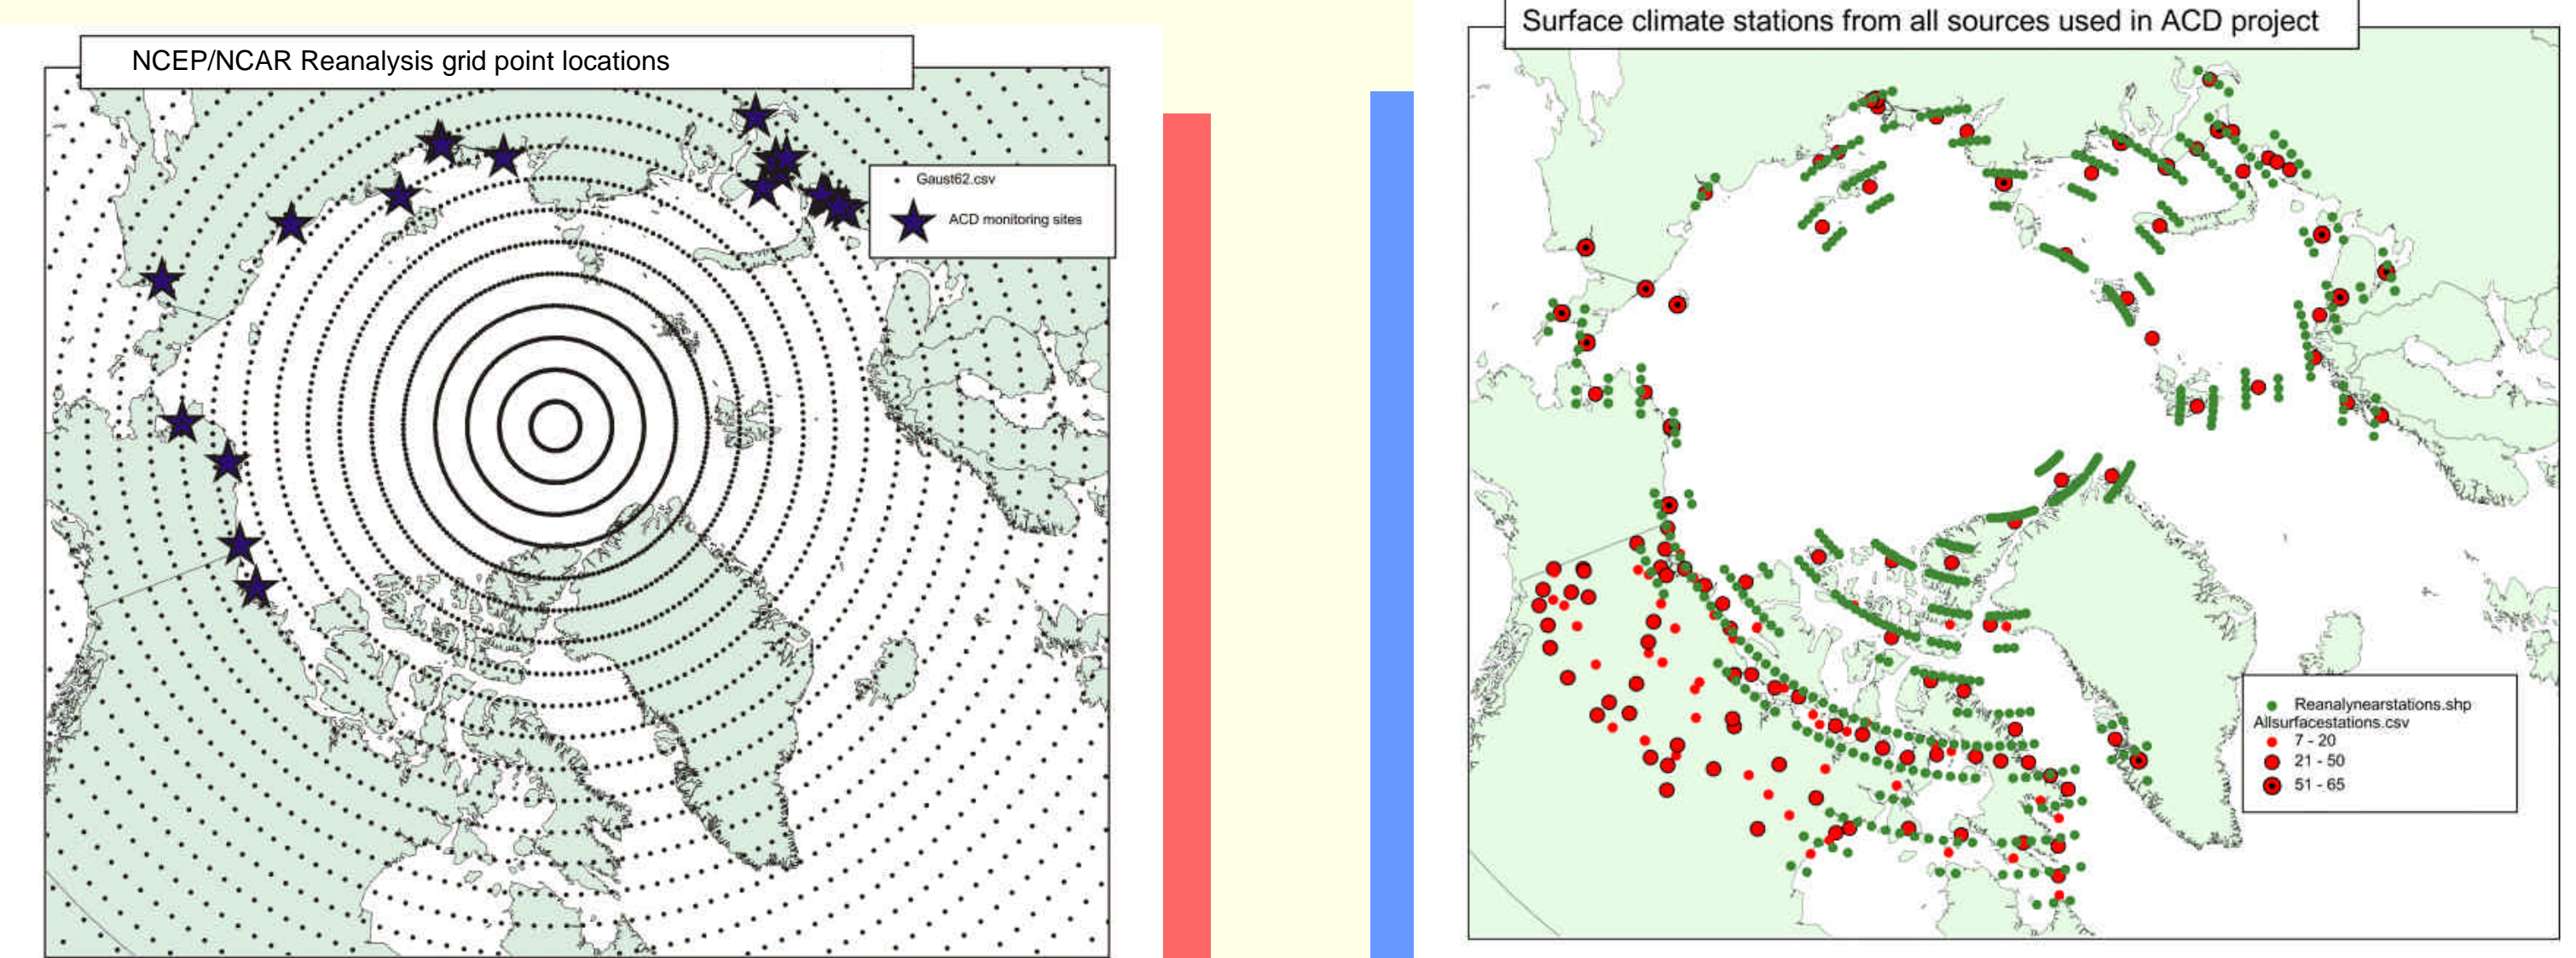 NCEP/NCAR Reanalysis grid point locations
Gaust62.csv
ACD monitoring sites
Surface climate stations from all sources used in ACD project
Reanalynearstations.shp
Allsurfacestations.csv
7 - 20
21 - 50
51 - 65